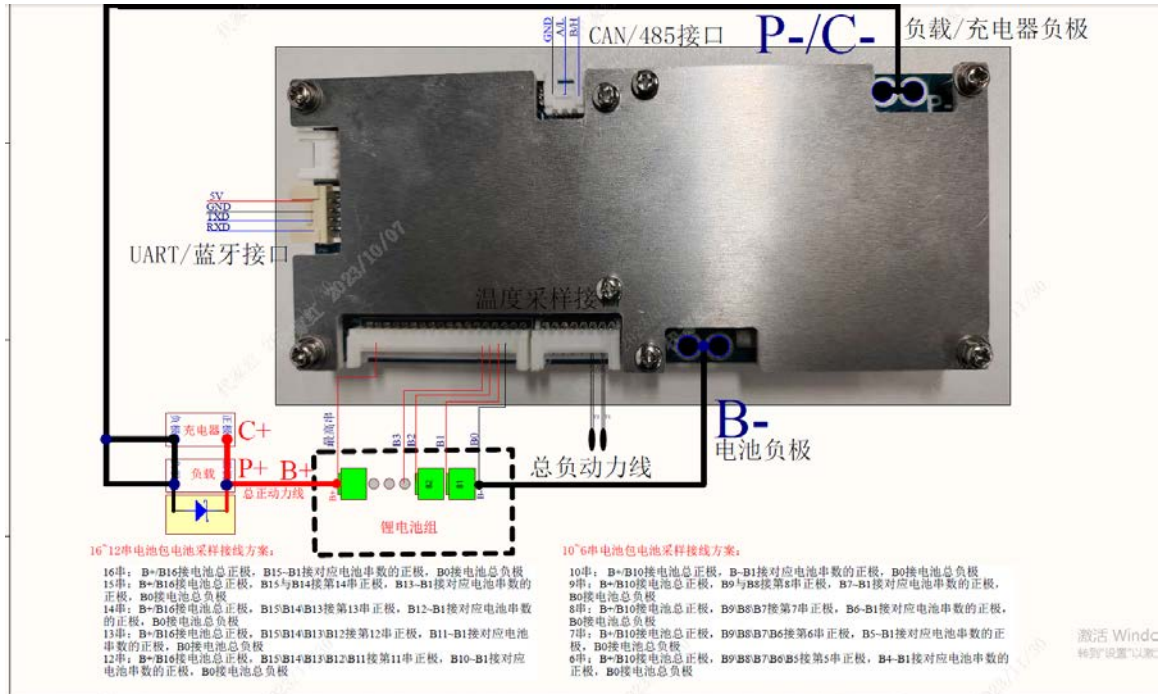 GND
A/L
B/H
CAN/485接口
P-/C-
负载/充电器负极
P-
5V
GND
TXD
RXD
UART/蓝牙接口
2023/10/07
温度采样接口
最高串
B3
B2
B1
B0
B-
电池负极
负极
充电器
正极
C+
负载
P+
B+
总正动力线
总负动力线
B+
B2
B1
B-
锂电池组
16~12串电池包电池采样接线方案:
16串: B+/B16接电池总正极, B15~B1接对应电池串数的正极, B0接电池总负极
15串: B+/B16接电池总正极, B15与B14接第14串正极, B13~B1接对应电池串数的
正极, B0接电池总负极
14串: B+/B16接电池总正极, B15\B14\B13接第13串正极, B12~B1接对应电池串数
的正极, B0接电池总负极
13串: B+/B16接电池总正极, B15\B14\B13\B12接第12串正极, B11~B1接对应电池
串数的正极, B0接电池总负极
12串: B+/B16接电池总正极, B15\B14\B13\B12\B11接第11串正极, B10~B1接对应
电池串数的正极, B0接电池总负极
10~6串电池包电池采样接线方案:
10串: B+/B10接电池总正极, B~B1接对应电池串数的正极, B0接电池总负极
9串: B+/B10接电池总正极, B9与B8接第8串正极, B7~B1接对应电池串数的正极,
B0接电池总负极
8串: B+/B10接电池总正极, B9\B8\B7接第7串正极, B6~B1接对应电池串数的正极,
B0接电池总负极
7串: B+/B10接电池总正极, B9\B8\B7\B6接第6串正极, B5~B1接对应电池串数的正
极, B0接电池总负极
6串: B+/B10接电池总正极, B9\B8\B7\B6\B5接第5串正极, B4~B1接对应电池串数的
正极, B0接电池总负极
激活 Windo
转到"设置"以激